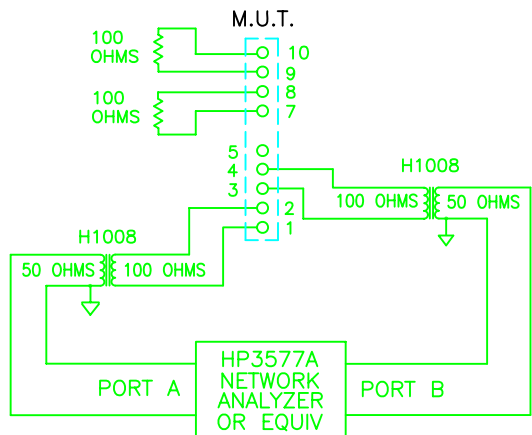 M.U.T.
100
OHMS
10
9
100
OHMS
8
7
5
4
3
2
1
H1008
100 OHMS
50 OHMS
H1008
50 OHMS
100 OHMS
PORT A
HP3577A
NETWORK
ANALYZER
OR EQUIV
PORT B